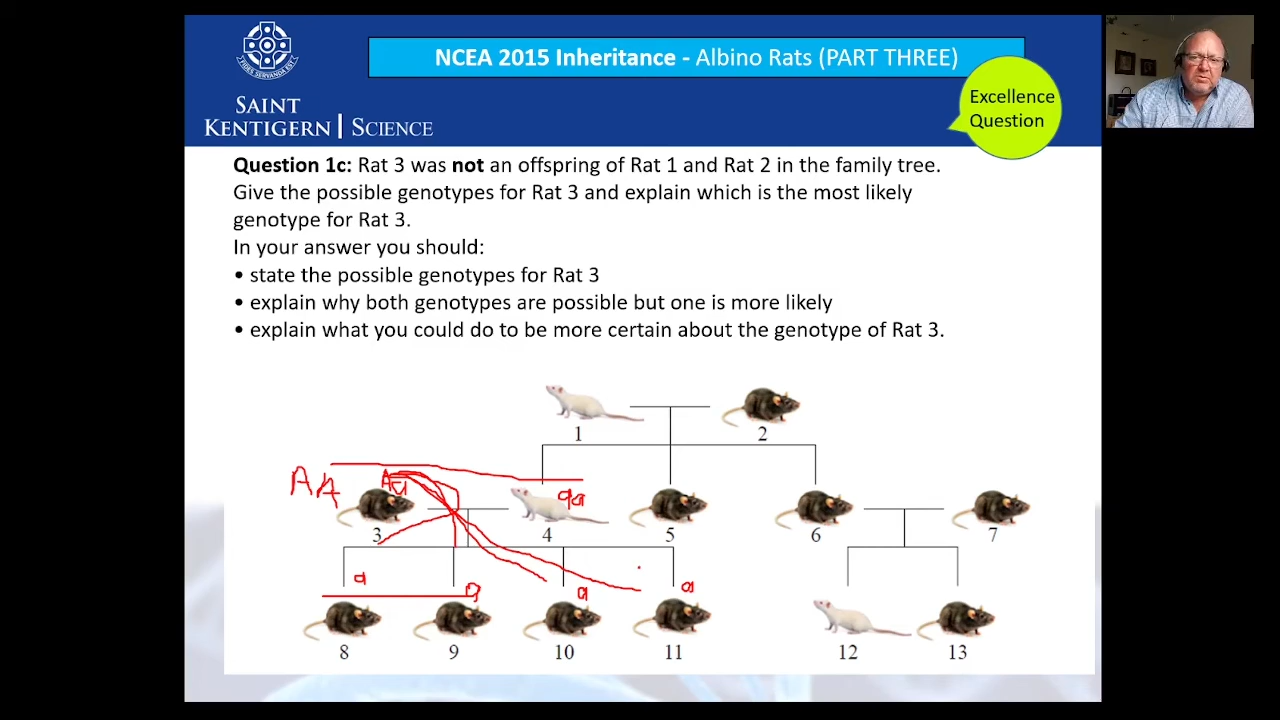 NCEA 2015 Inheritance - Albino Rats (PART THREE)
FIDES SERVANDA EST
SAINT
KENTIGERN | SCIENCE
Excellence
Question
Question 1c: Rat 3 was not an offspring of Rat 1 and Rat 2 in the family tree.
Give the possible genotypes for Rat 3 and explain which is the most likely
genotype for Rat 3.
In your answer you should:
• state the possible genotypes for Rat 3
• explain why both genotypes are possible but one is more likely
• explain what you could do to be more certain about the genotype of Rat 3.
1 2
AA Aa aa
3 4 5 6 7
a a a a
8 9 10 11 12 13